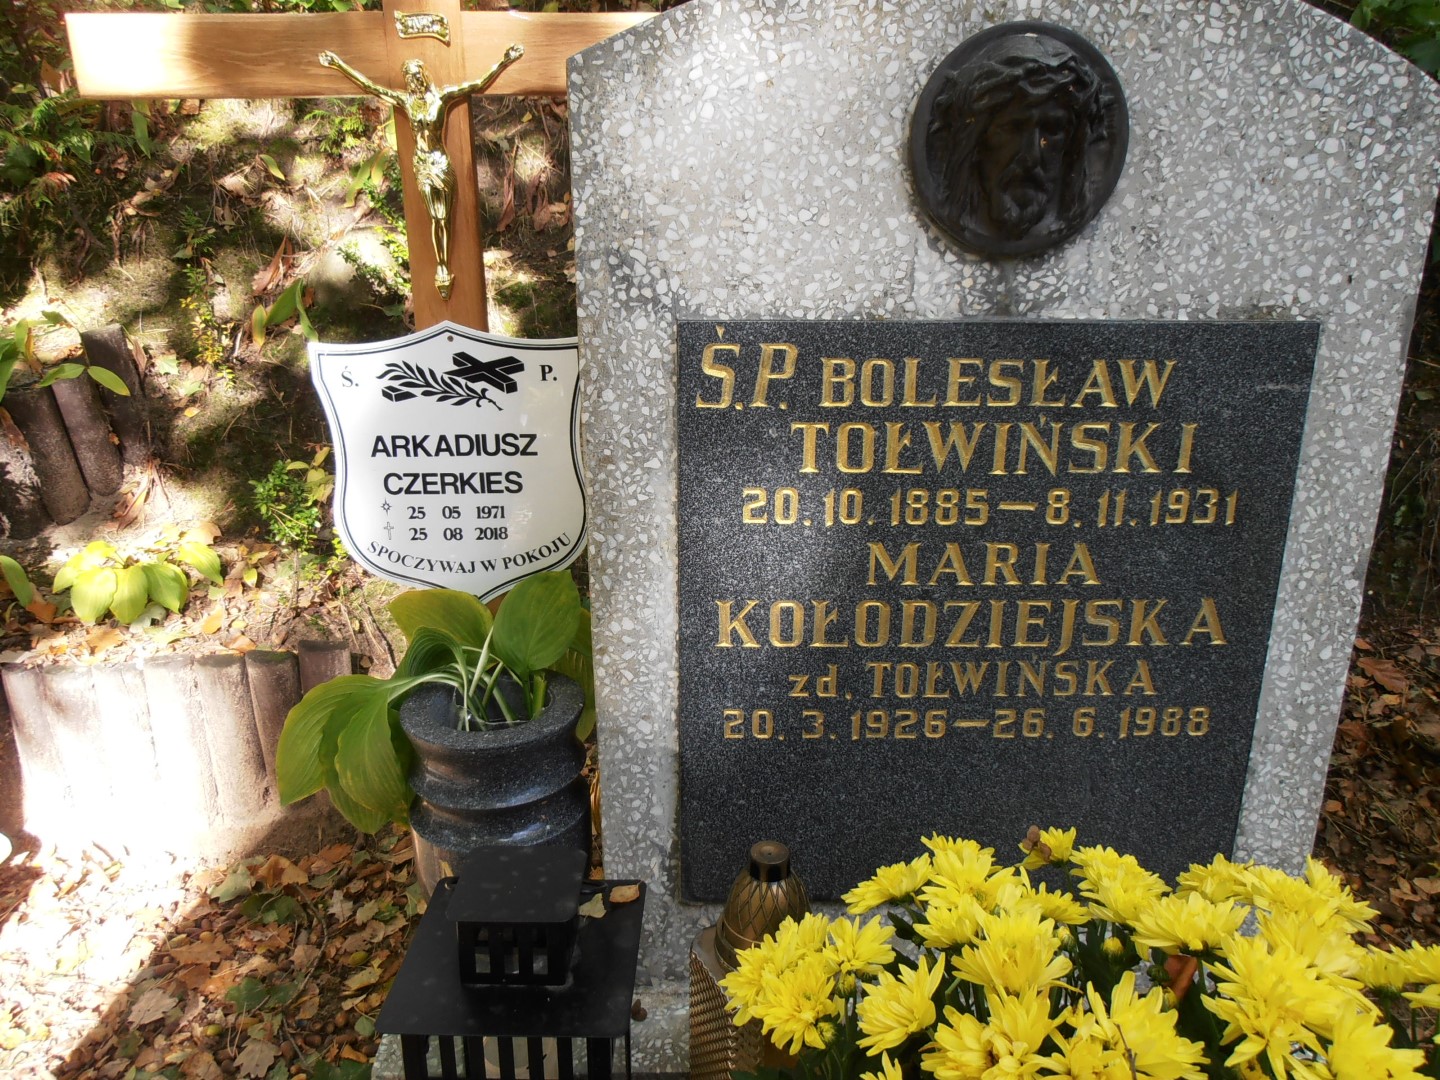 Ś. P.
ARKADIUSZ
CZERKIES
25 05 1971
25 08 2018
SPOCZYWAJ W POKOJU
Ś.P. BOLESŁAW
TOŁWIŃSKI
20.10.1885—8.11.1931
MARIA
KOŁODZIEJSKA
zd. TOŁWIŃSKA
20.3.1926—26.6.1988